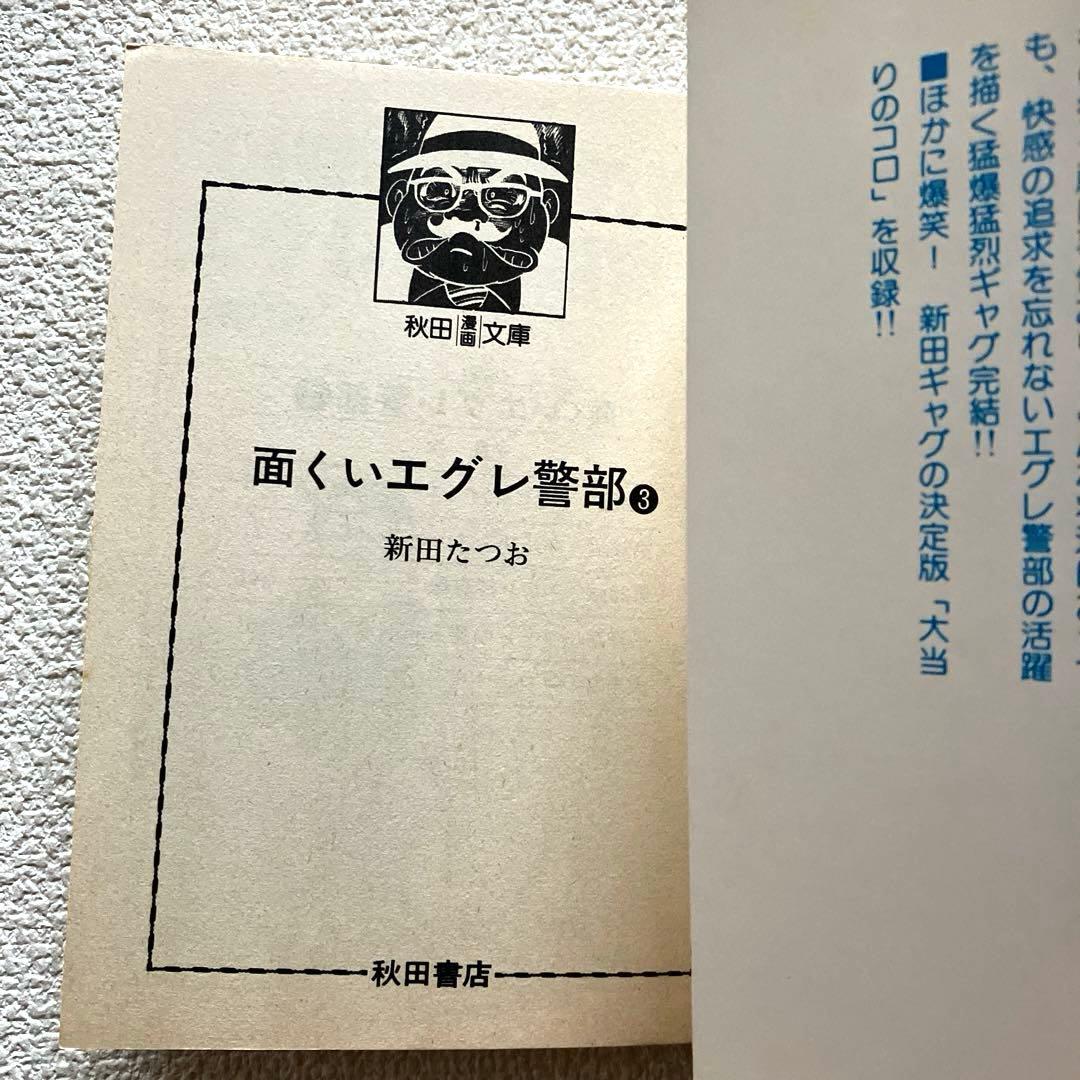 も、快感の追求を忘れないエグレ警部の活躍
を描く猛爆猛烈ギャグ完結!!
■ほかに爆笑！　新田ギャグの決定版「大当
りのコロ」を収録!!
秋田漫画文庫
面くいエグレ警部❸
新田たつお
秋田書店